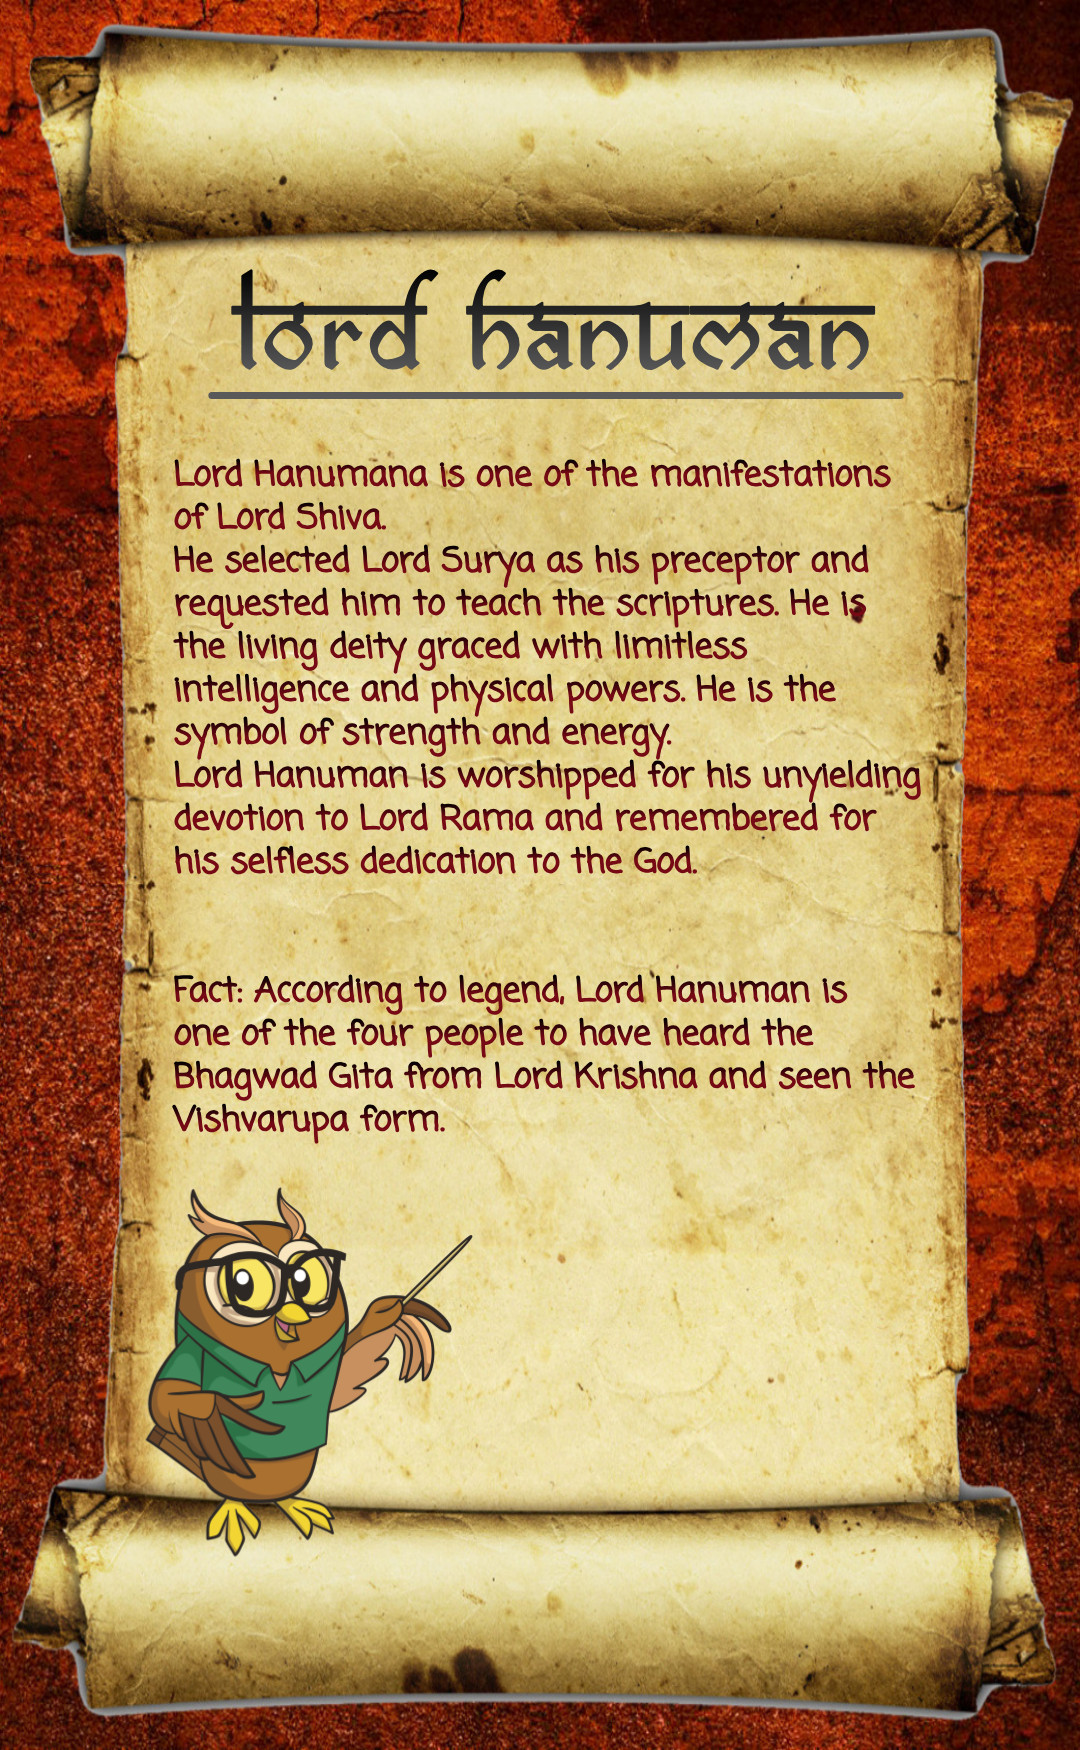 Lord Hanuman
Lord Hanumana is one of the manifestations
of Lord Shiva.
He selected Lord Surya as his preceptor and
requested him to teach the scriptures. He is
the living deity graced with limitless
intelligence and physical powers. He is the
symbol of strength and energy.
Lord Hanuman is worshipped for his unyielding
devotion to Lord Rama and remembered for
his selfless dedication to the God.
Fact: According to legend, Lord Hanuman is
one of the four people to have heard the
Bhagwad Gita from Lord Krishna and seen the
Vishvarupa form.